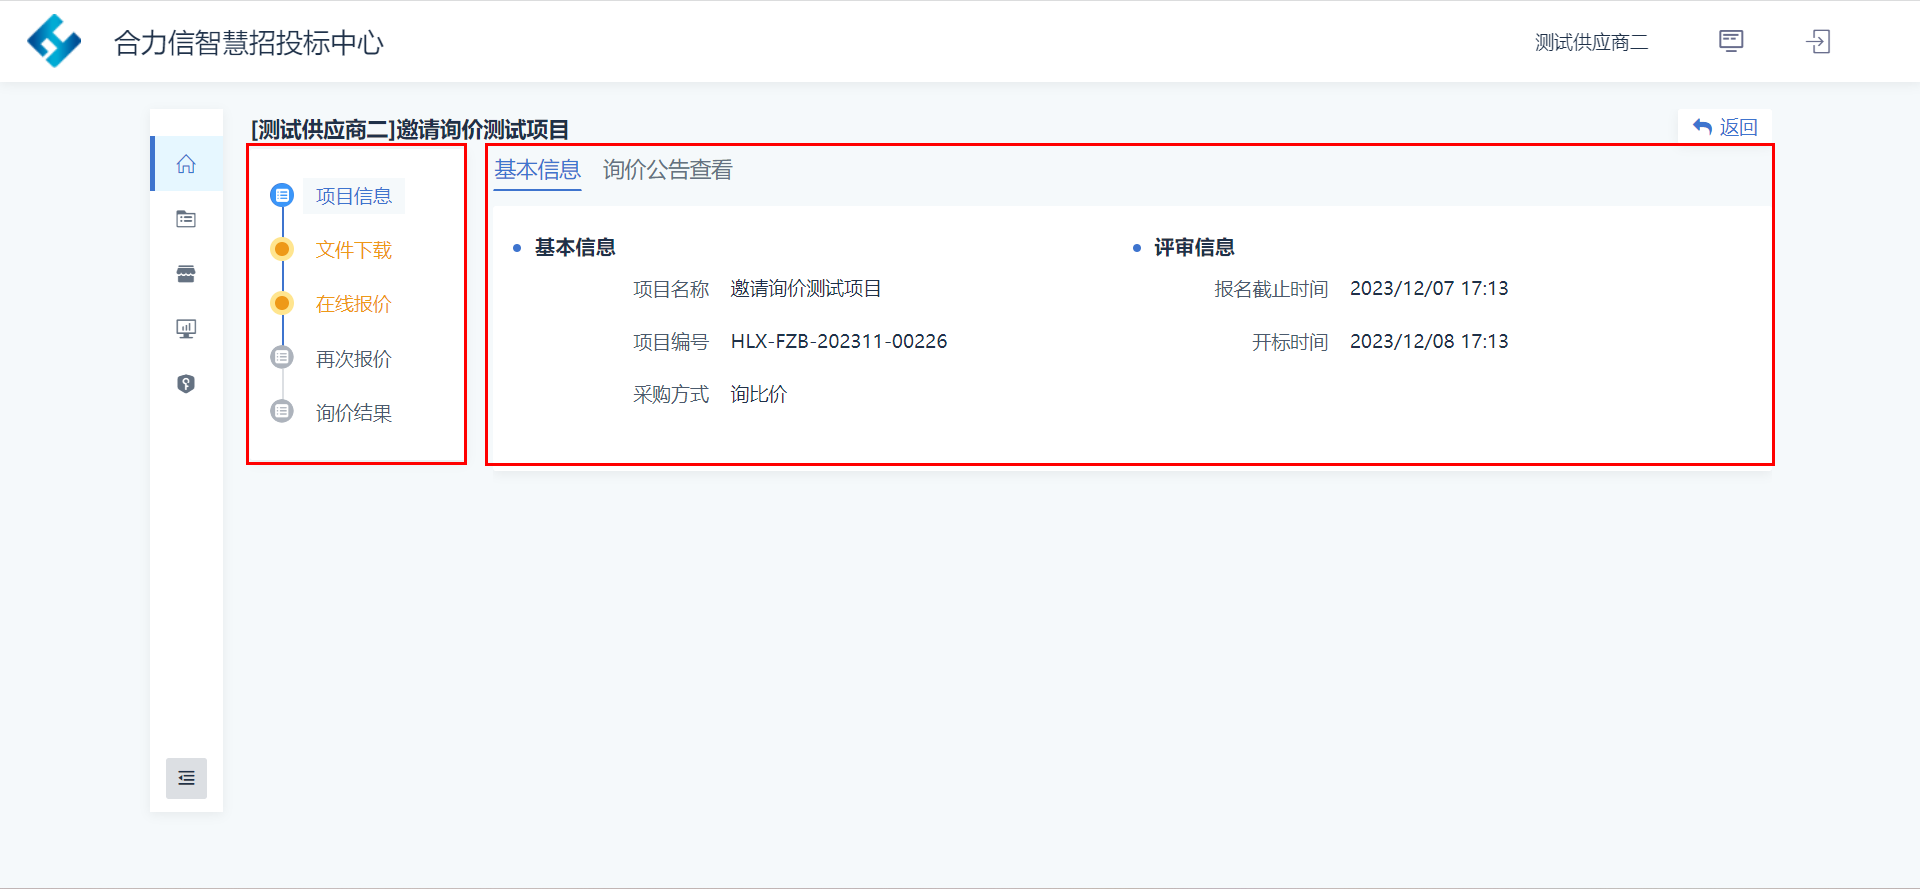 合力信智慧招投标中心
测试供应商二
[测试供应商二]邀请询价测试项目
返回
项目信息
文件下载
在线报价
再次报价
询价结果
基本信息 询价公告查看
基本信息
项目名称 邀请询价测试项目
项目编号 HLX-FZB-202311-00226
采购方式 询比价
评审信息
报名截止时间 2023/12/07 17:13
开标时间 2023/12/08 17:13